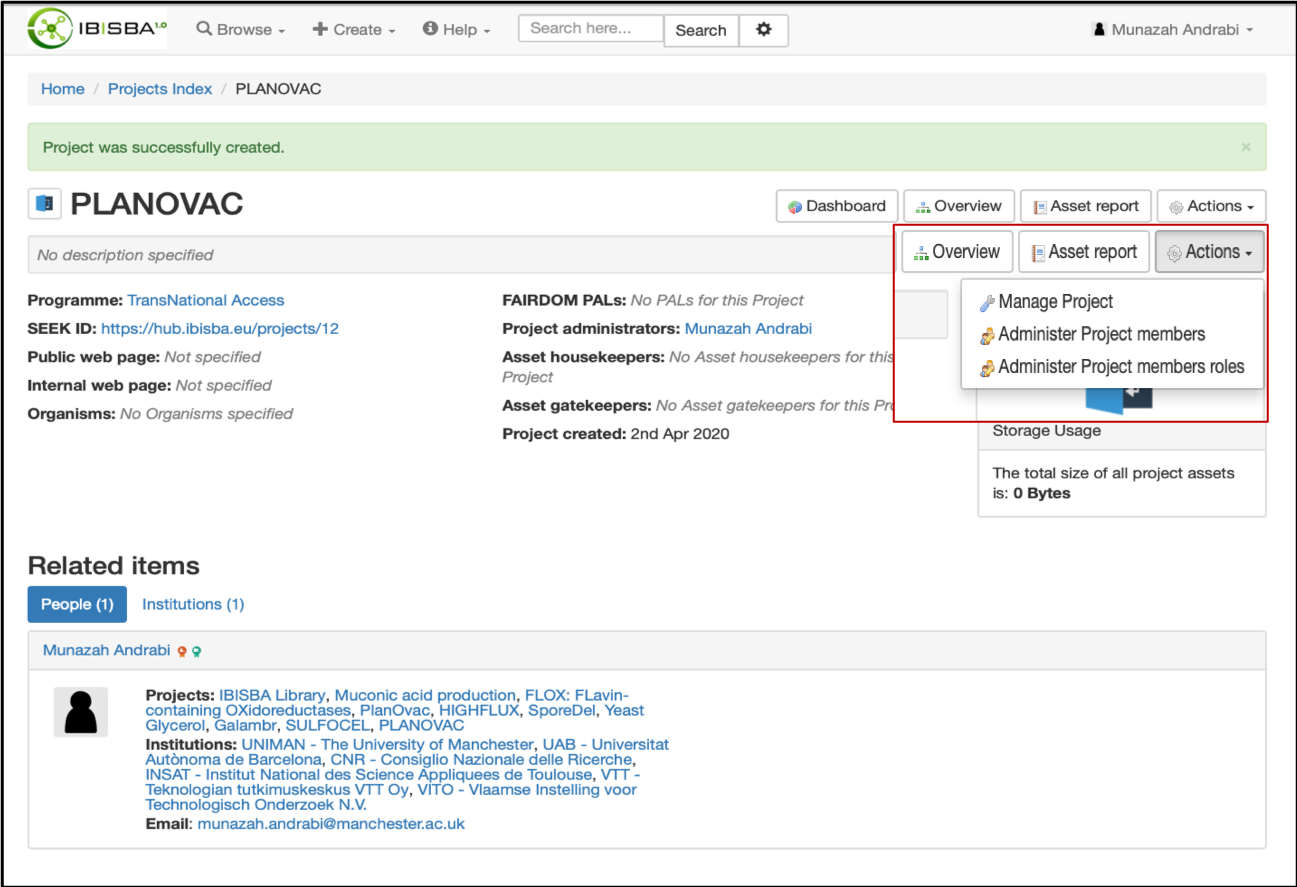 IBISBA 1.0 Browse Create Help Search here... Search Munazah Andrabi
Home / Projects Index / PLANOVAC
Project was successfully created. ×
PLANOVAC
Dashboard Overview Asset report Actions
No description specified
Overview Asset report Actions
Manage Project
Administer Project members
Administer Project members roles
Programme: TransNational Access
SEEK ID: https://hub.ibisba.eu/projects/12
Public web page: Not specified
Internal web page: Not specified
Organisms: No Organisms specified
FAIRDOM PALs: No PALs for this Project
Project administrators: Munazah Andrabi
Asset housekeepers: No Asset housekeepers for this
Project
Asset gatekeepers: No Asset gatekeepers for this
Project created: 2nd Apr 2020
Storage Usage
The total size of all project assets
is: 0 Bytes
Related items
People (1) Institutions (1)
Munazah Andrabi
Projects: IBISBA Library, Muconic acid production, FLOX: FLavin-
containing OXidoreductases, PlanOvac, HIGHFLUX, SporeDel, Yeast
Glycerol, Galambr, SULFOCEL, PLANOVAC
Institutions: UNIMAN - The University of Manchester, UAB - Universitat
Autònoma de Barcelona, CNR - Consiglio Nazionale delle Ricerche,
INSAT - Institut National des Science Appliquees de Toulouse, VTT -
Teknologian tutkimuskeskus VTT Oy, VITO - Vlaamse Instelling voor
Technologisch Onderzoek N.V.
Email: munazah.andrabi@manchester.ac.uk